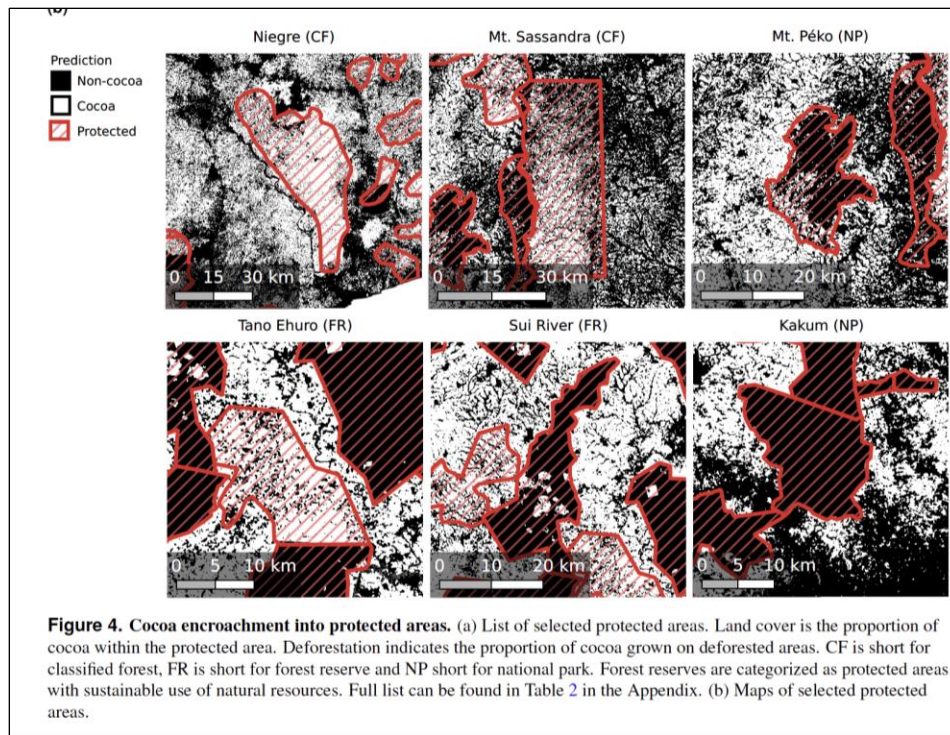 (b)
Niegre (CF)
Mt. Sassandra (CF)
Mt. Péko (NP)
Prediction
Non-cocoa
Cocoa
Protected
0 15 30 km
0 15 30 km
0 10 20 km
Tano Ehuro (FR)
Sui River (FR)
Kakum (NP)
0 5 10 km
0 10 20 km
0 5 10 km
Figure 4. Cocoa encroachment into protected areas. (a) List of selected protected areas. Land cover is the proportion of
cocoa within the protected area. Deforestation indicates the proportion of cocoa grown on deforested areas. CF is short for
classified forest, FR is short for forest reserve and NP short for national park. Forest reserves are categorized as protected areas
with sustainable use of natural resources. Full list can be found in Table 2 in the Appendix. (b) Maps of selected protected
areas.